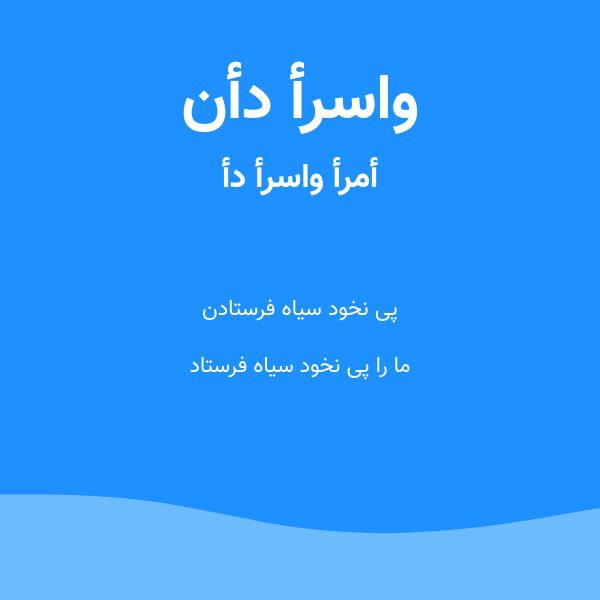 واسرأ دأن
أمرأ واسرأ دأ
پی نخود سیاه فرستادن
ما را پی نخود سیاه فرستاد